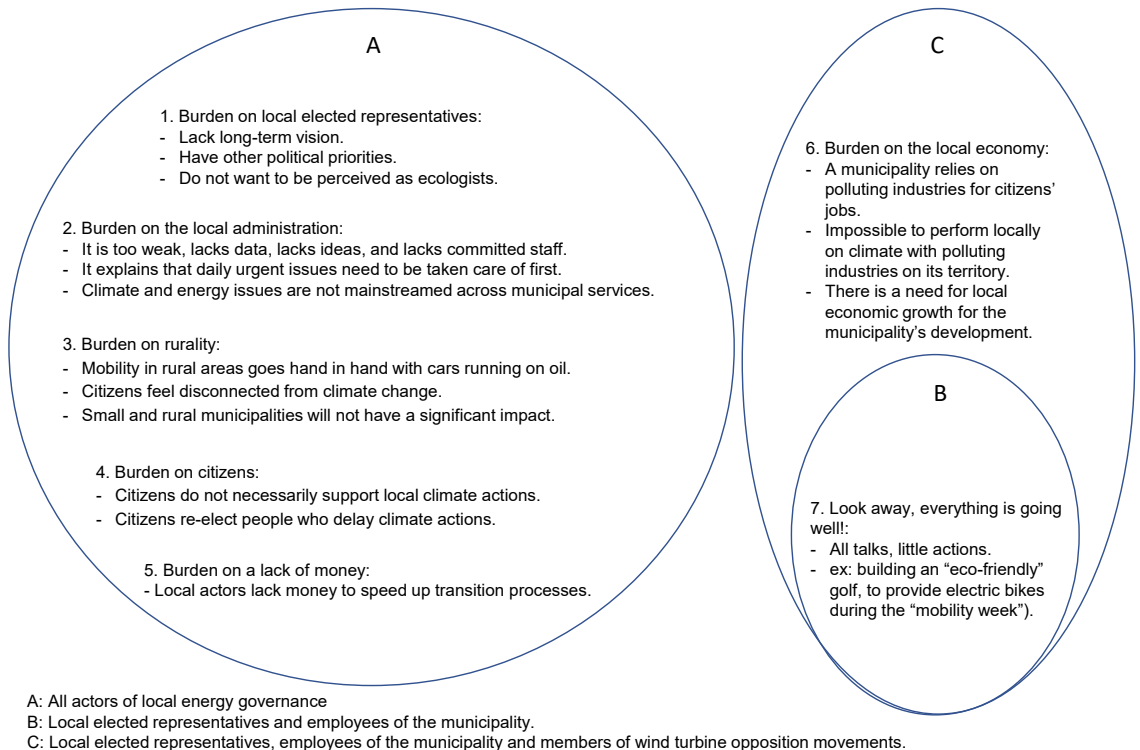 A
1. Burden on local elected representatives:
- Lack long-term vision.
- Have other political priorities.
- Do not want to be perceived as ecologists.
2. Burden on the local administration:
- It is too weak, lacks data, lacks ideas, and lacks committed staff.
- It explains that daily urgent issues need to be taken care of first.
- Climate and energy issues are not mainstreamed across municipal services.
3. Burden on rurality:
- Mobility in rural areas goes hand in hand with cars running on oil.
- Citizens feel disconnected from climate change.
- Small and rural municipalities will not have a significant impact.
4. Burden on citizens:
- Citizens do not necessarily support local climate actions.
- Citizens re-elect people who delay climate actions.
5. Burden on a lack of money:
- Local actors lack money to speed up transition processes.
C
6. Burden on the local economy:
- A municipality relies on
polluting industries for citizens'
jobs.
- Impossible to perform locally
on climate with polluting
industries on its territory.
- There is a need for local
economic growth for the
municipality's development.
B
7. Look away, everything is going
well!:
- All talks, little actions.
- ex: building an "eco-friendly"
golf, to provide electric bikes
during the "mobility week").
A: All actors of local energy governance
B: Local elected representatives and employees of the municipality.
C: Local elected representatives, employees of the municipality and members of wind turbine opposition movements.